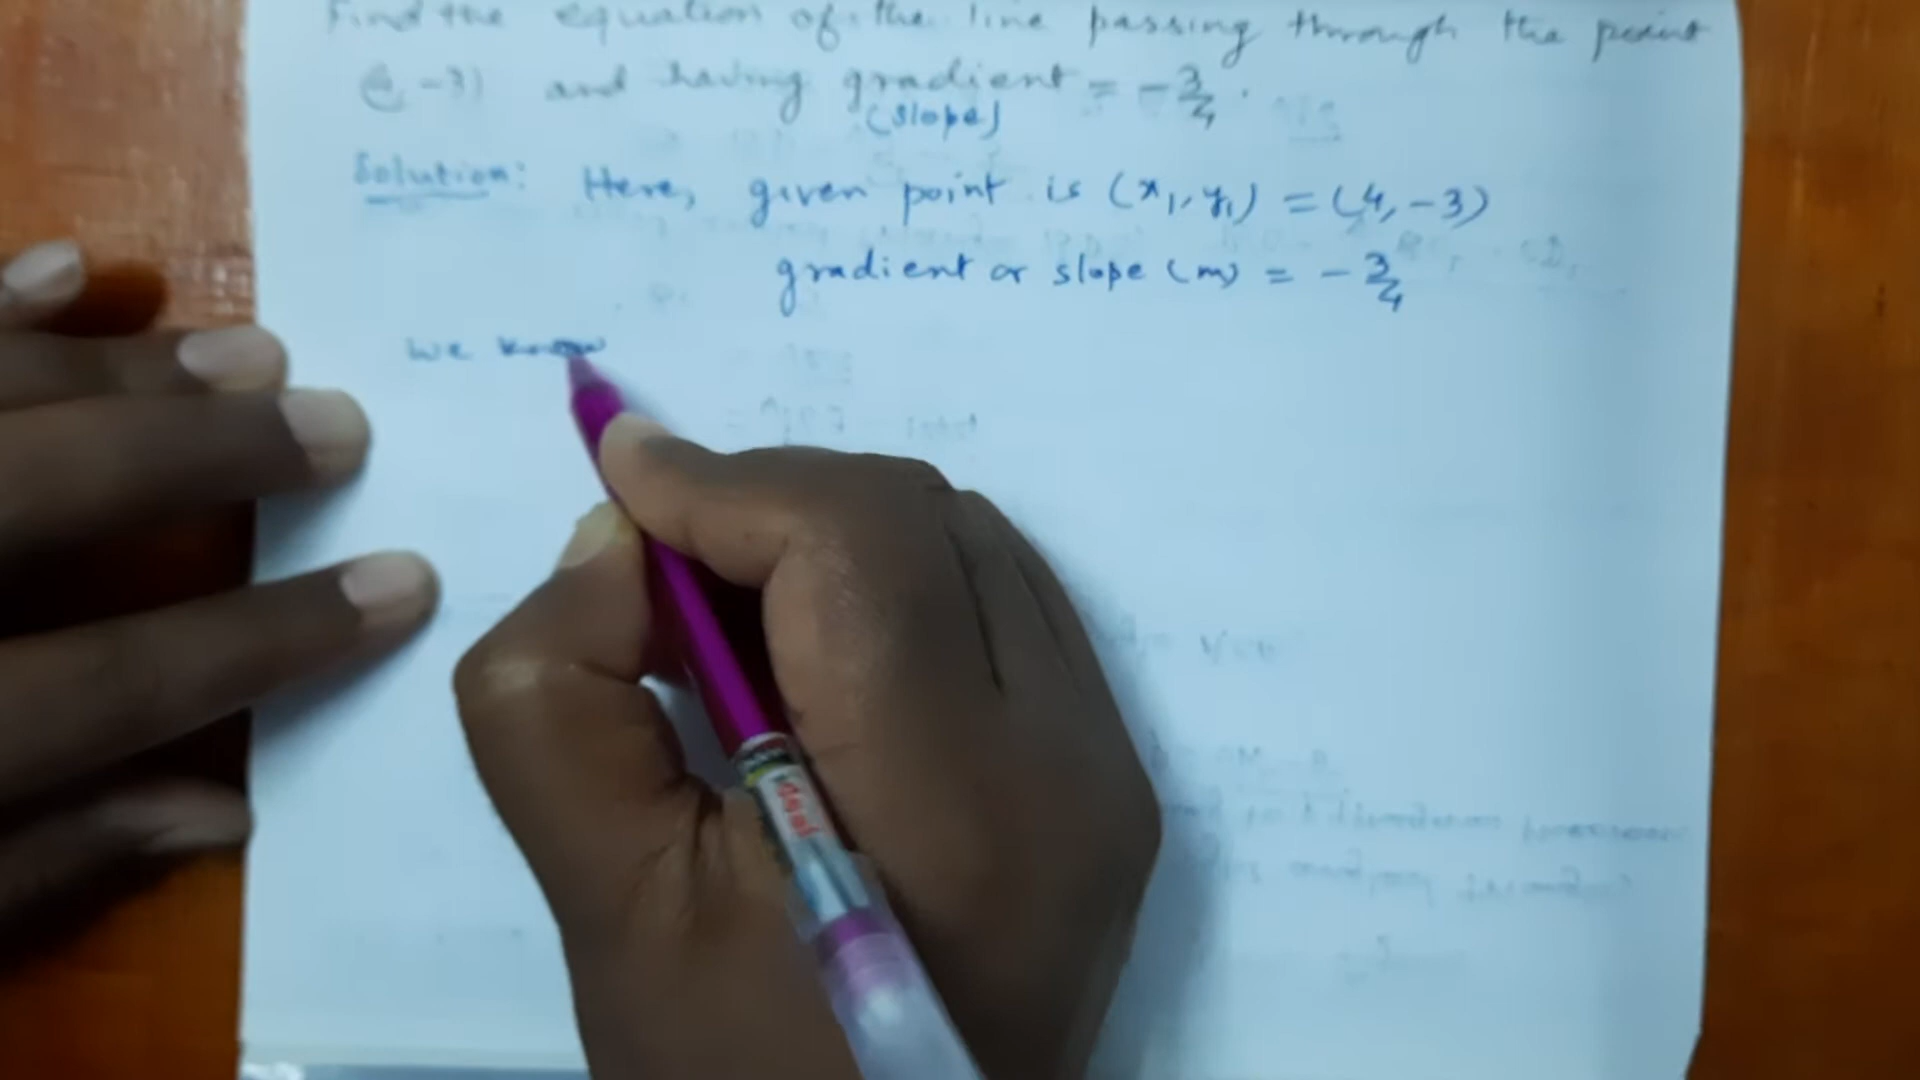 Find the equation of the line passing through the point
(4, -3) and having gradient = -3/4.
(slope)
Solution: Here, given point is (x₁, y₁) = (4, -3)
gradient or slope (m) = -3/4
we know